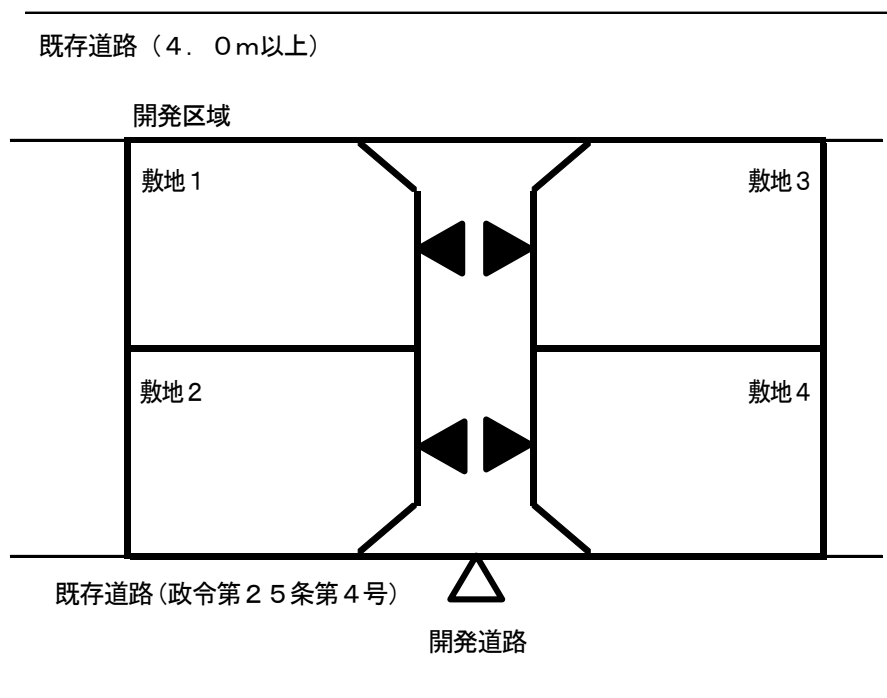 既存道路（４．０ｍ以上）
開発区域
敷地１
敷地３
敷地２
敷地４
既存道路（政令第２５条第４号）
開発道路